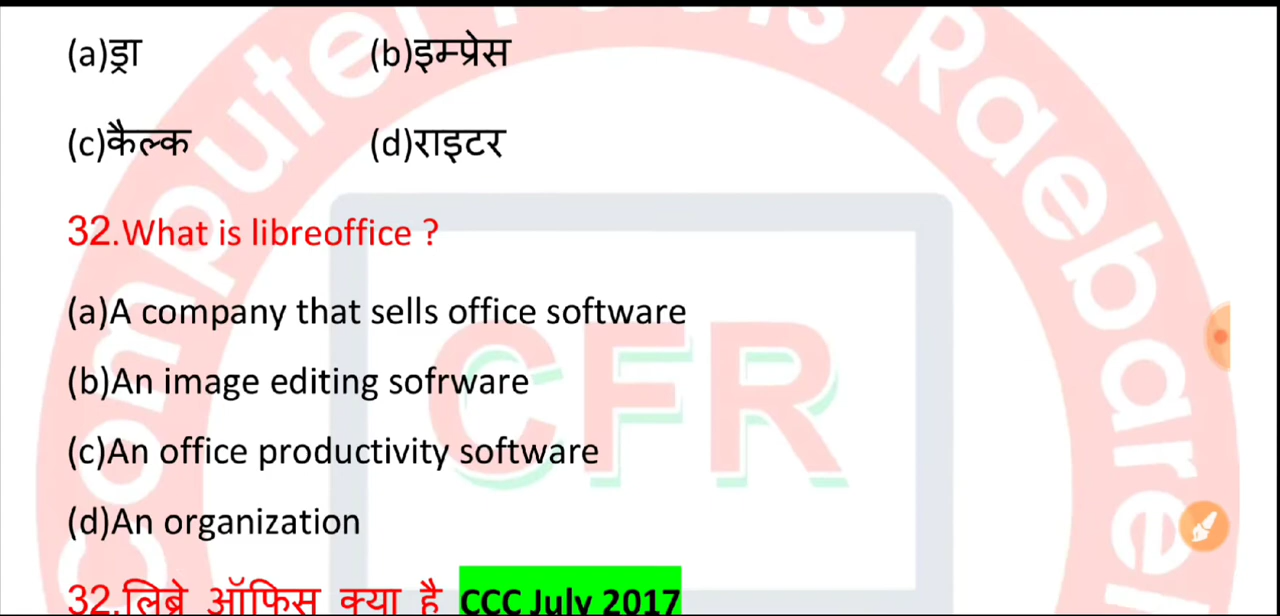 (a)ड्रा (b)इम्प्रेस
(c)कैल्क (d)राइटर
32.What is libreoffice ?
(a)A company that sells office software
(b)An image editing sofrware
(c)An office productivity software
(d)An organization
32.लिब्रे ऑफिस क्या है CCC July 2017
CFR